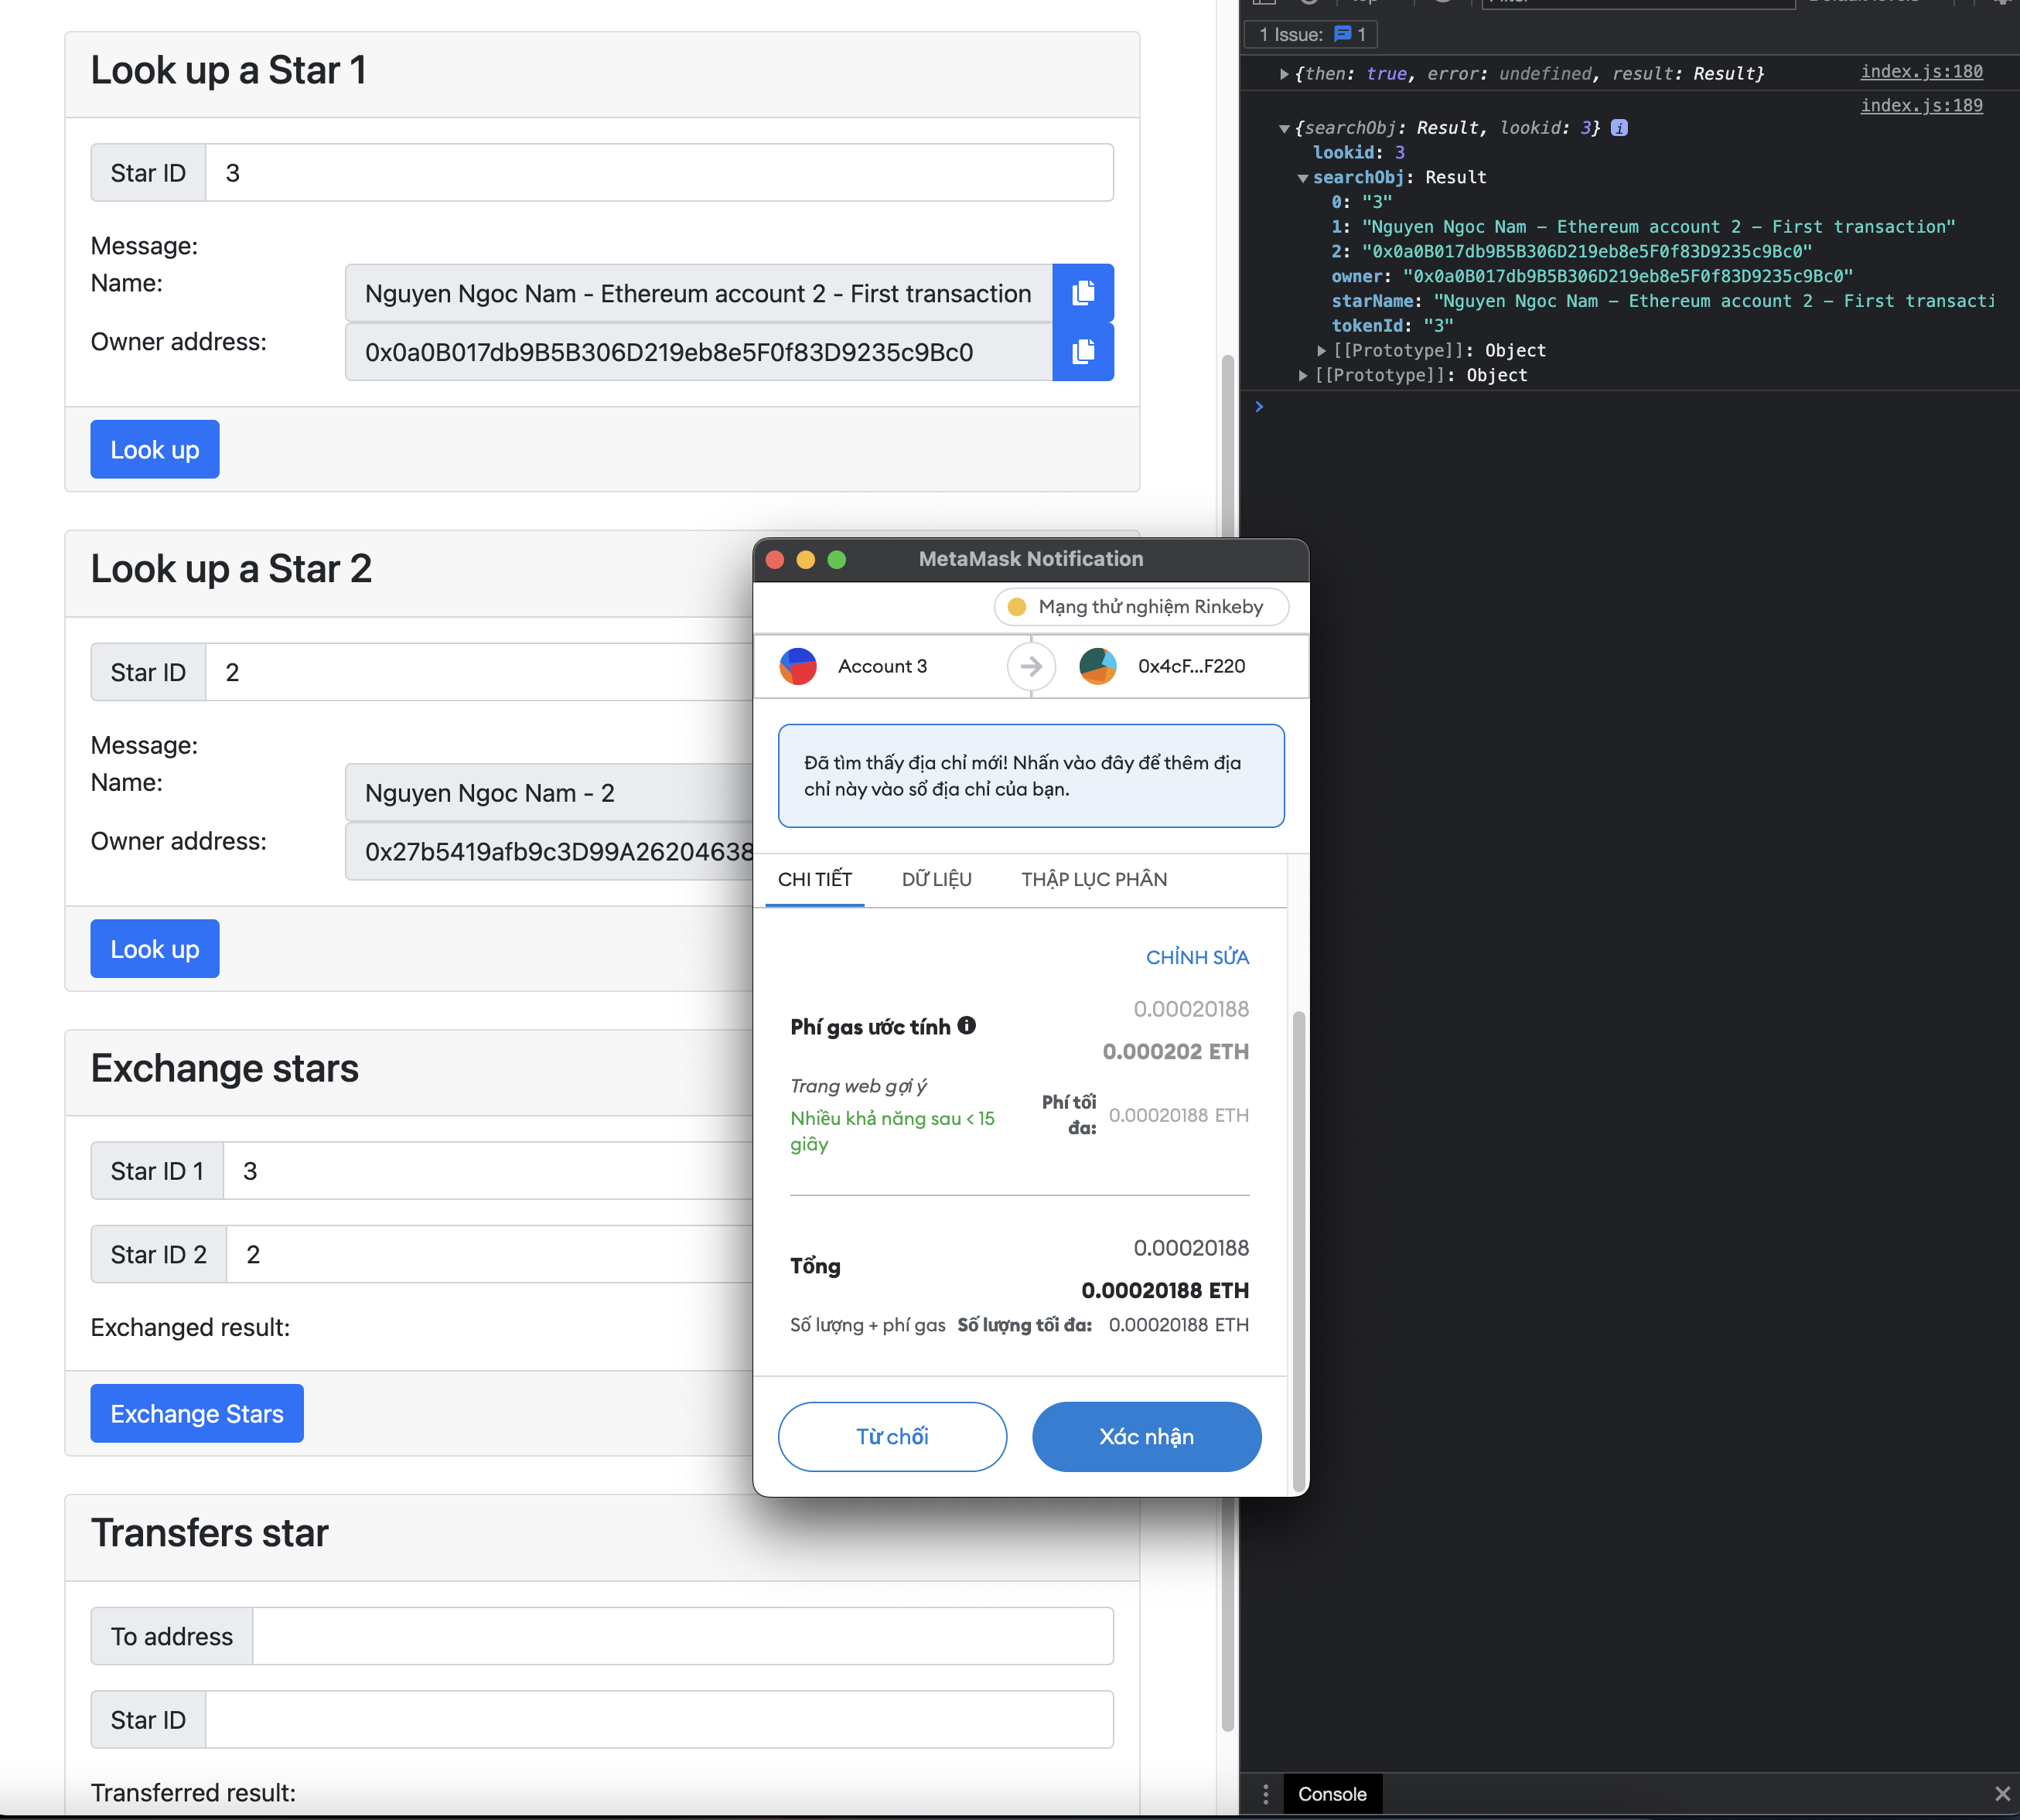 Look up a Star 1
Star ID 3
Message:
Name: Nguyen Ngoc Nam - Ethereum account 2 - First transaction
Owner address: 0x0a0B017db9B5B306D219eb8e5F0f83D9235c9Bc0
Look up
Look up a Star 2
Star ID 2
Message:
Name: Nguyen Ngoc Nam - 2
Owner address: 0x27b5419afb9c3D99A26204638
Look up
Exchange stars
Star ID 1 3
Star ID 2 2
Exchanged result:
Exchange Stars
Transfers star
To address
Star ID
Transferred result:
MetaMask Notification
Mạng thử nghiệm Rinkeby
Account 3 0x4cF...F220
Đã tìm thấy địa chỉ mới! Nhấn vào đây để thêm địa
chỉ này vào sổ địa chỉ của bạn.
CHI TIẾT DỮ LIỆU THẬP LỤC PHÂN
CHỈNH SỬA
0.00020188
Phí gas ước tính
0.000202 ETH
Trang web gợi ý
Nhiều khả năng sau < 15
giây
Phí tối
đa: 0.00020188 ETH
0.00020188
Tổng
0.00020188 ETH
Số lượng + phí gas Số lượng tối đa: 0.00020188 ETH
Từ chối Xác nhận
1 Issue: 1
{then: true, error: undefined, result: Result} index.js:180
index.js:189
{searchObj: Result, lookid: 3}
lookid: 3
searchObj: Result
0: "3"
1: "Nguyen Ngoc Nam – Ethereum account 2 – First transaction"
2: "0x0a0B017db9B5B306D219eb8e5F0f83D9235c9Bc0"
owner: "0x0a0B017db9B5B306D219eb8e5F0f83D9235c9Bc0"
starName: "Nguyen Ngoc Nam – Ethereum account 2 – First transacti
tokenId: "3"
[[Prototype]]: Object
[[Prototype]]: Object
Console